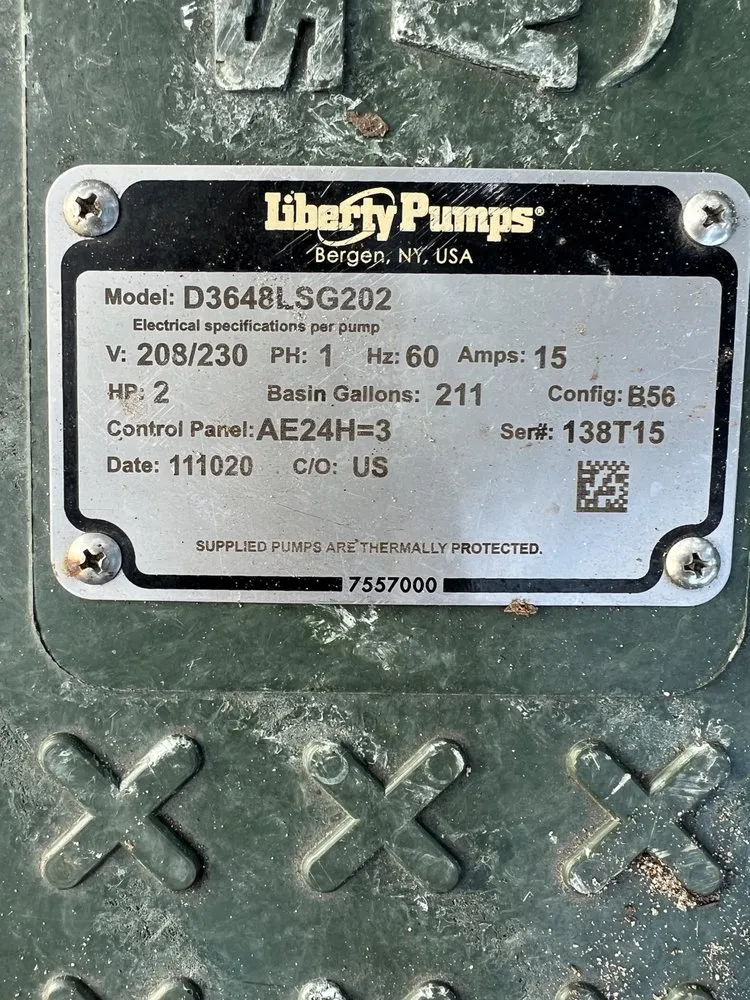 Liberty Pumps®
Bergen, NY, USA
Model: D3648LSG202
Electrical specifications per pump
V: 208/230 PH: 1 Hz: 60 Amps: 15
HP: 2 Basin Gallons: 211 Config: B56
Control Panel: AE24H=3 Ser#: 138T15
Date: 111020 C/O: US
SUPPLIED PUMPS ARE THERMALLY PROTECTED.
7557000